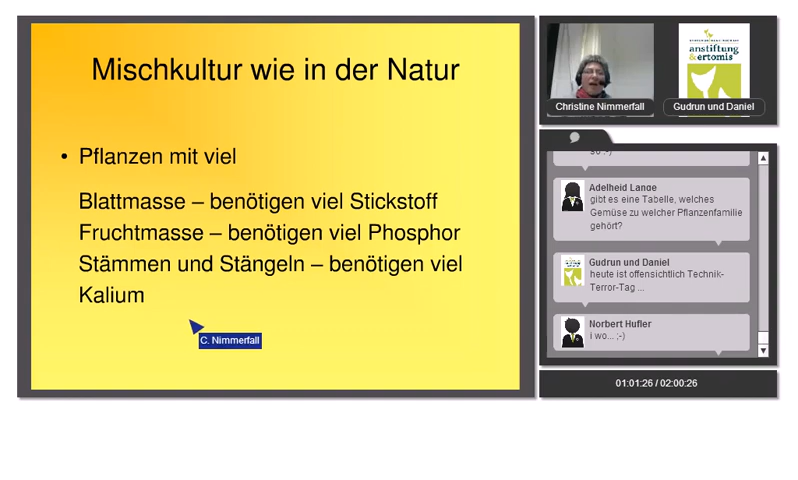 Mischkultur wie in der Natur
• Pflanzen mit viel
Blattmasse – benötigen viel Stickstoff
Fruchtmasse – benötigen viel Phosphor
Stämmen und Stängeln – benötigen viel
Kalium
C. Nimmerfall
anstiftung
&ertomis
Christine Nimmerfall
Gudrun und Daniel
so :-)
Adelheid Lange
gibt es eine Tabelle, welches
Gemüse zu welcher Pflanzenfamilie
gehört?
Gudrun und Daniel
heute ist offensichtlich Technik-
Terror-Tag ...
Norbert Hufler
i wo... ;-)
01:01:26 / 02:00:26